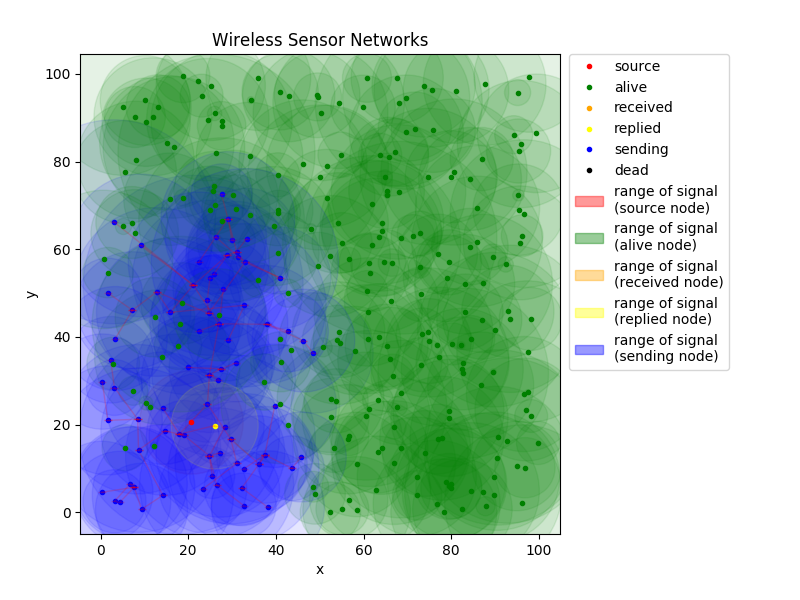 Wireless Sensor Networks
100
80
60
40
20
0
y
0 20 40 60 80 100
x
source
alive
received
replied
sending
dead
range of signal
(source node)
range of signal
(alive node)
range of signal
(received node)
range of signal
(replied node)
range of signal
(sending node)